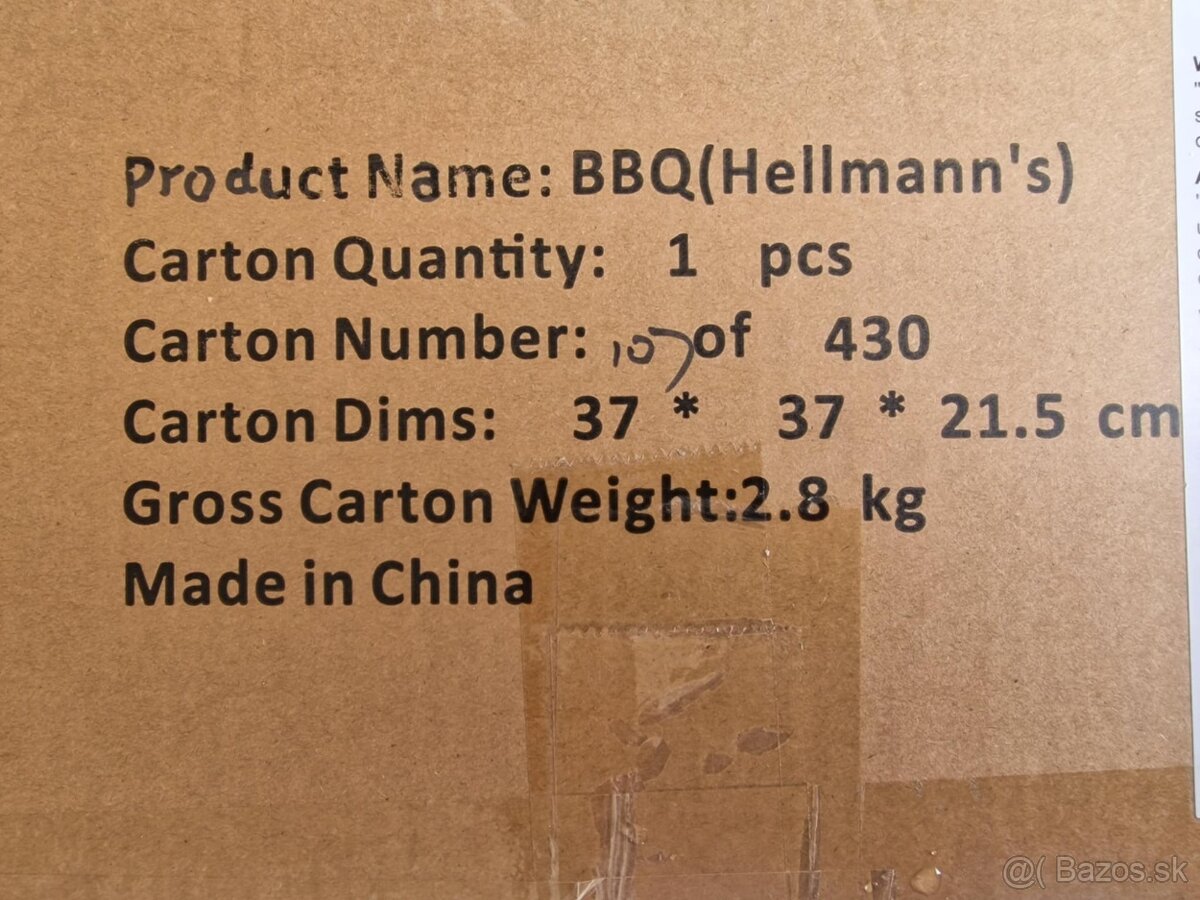 Product Name: BBQ(Hellmann's)
Carton Quantity: 1 pcs
Carton Number: 107 of 430
Carton Dims: 37 * 37 * 21.5 cm
Gross Carton Weight:2.8 kg
Made in China
@( Bazos.sk